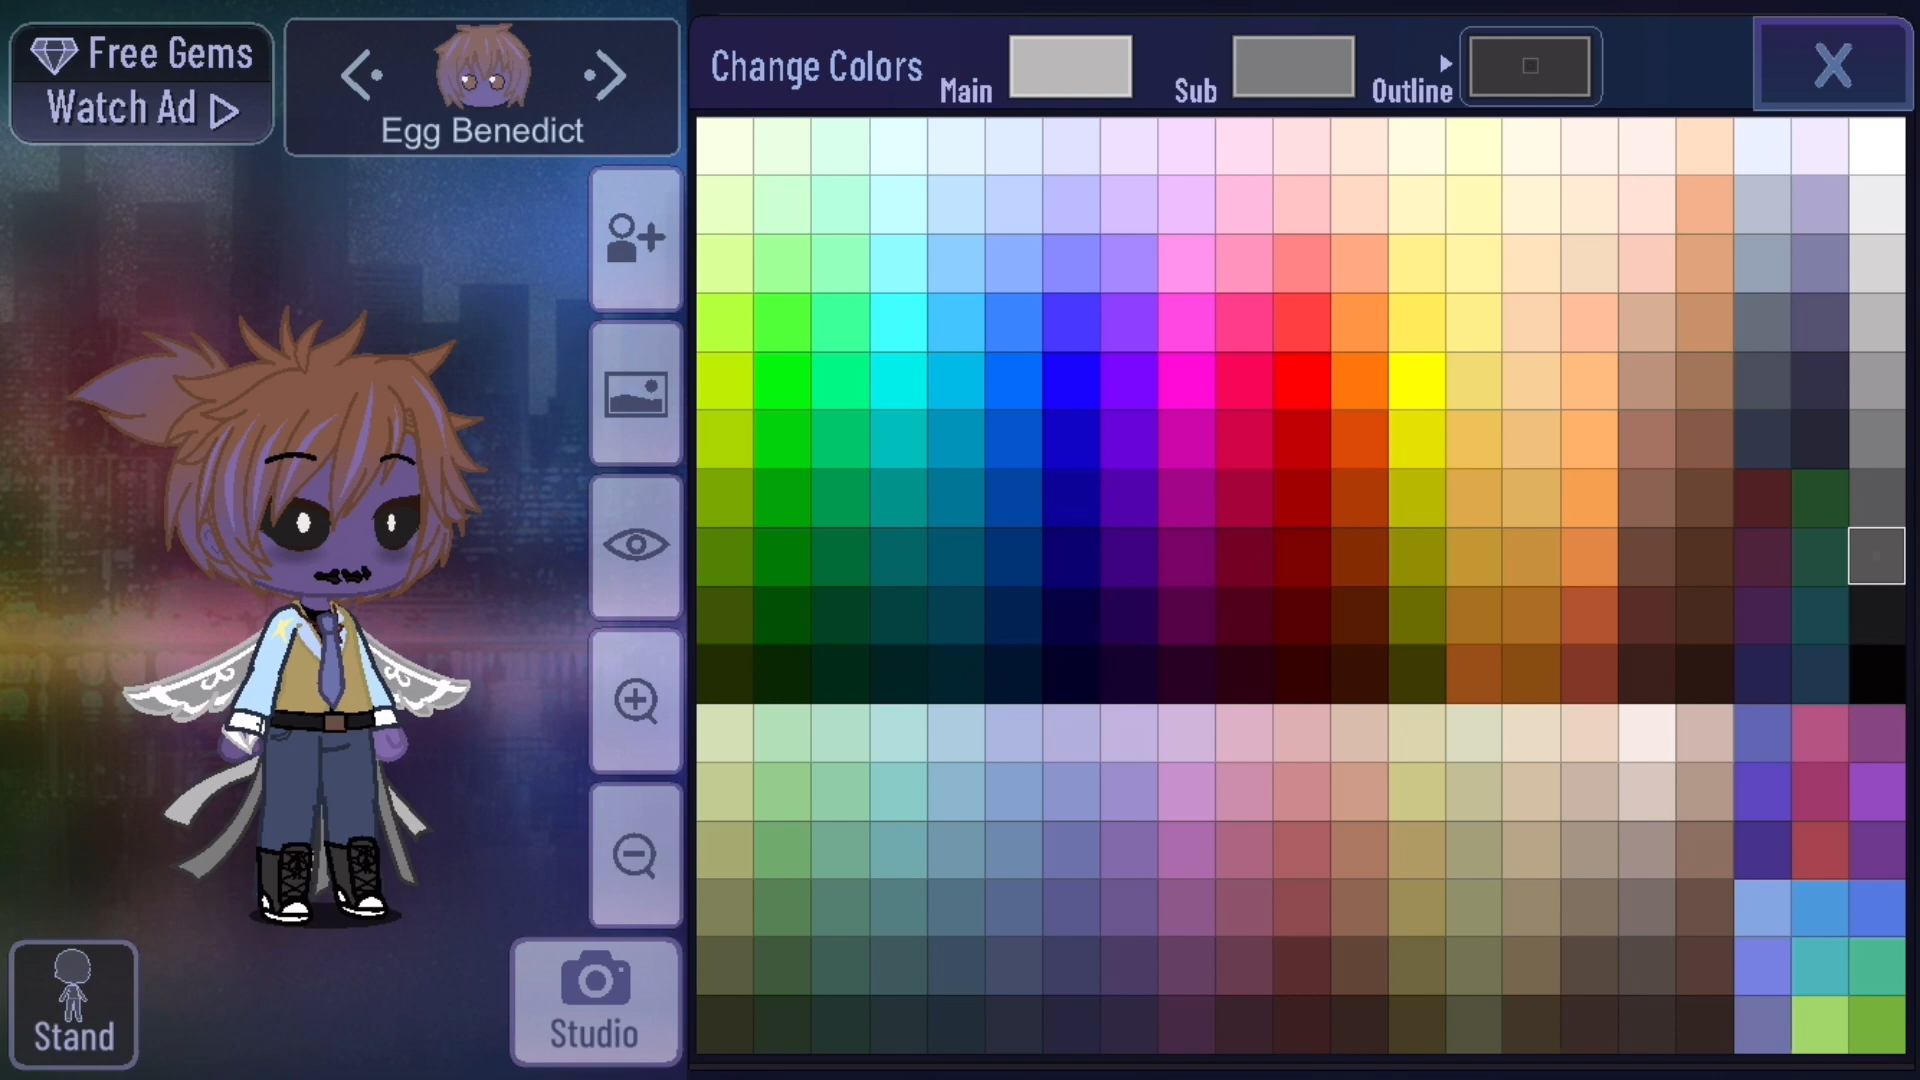 Free Gems
Watch Ad
Egg Benedict
Change Colors
Main
Sub
Outline
X
Stand
Studio